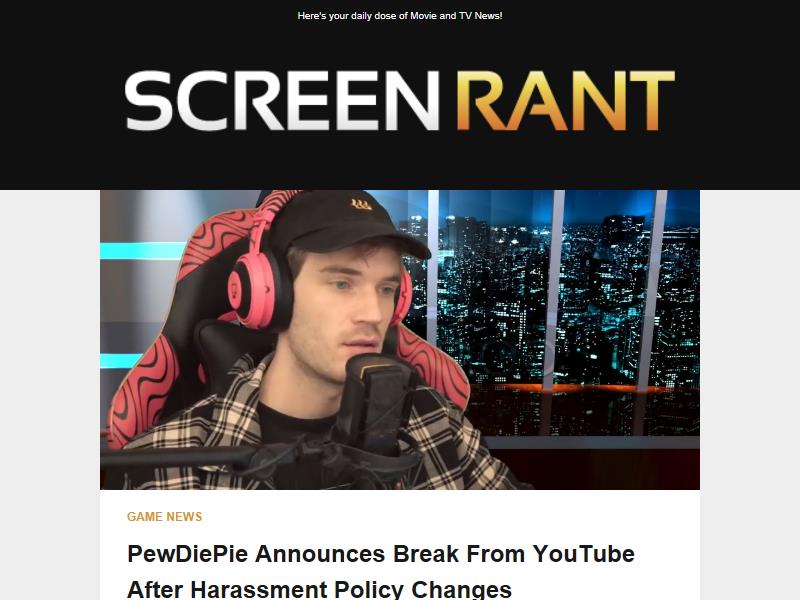 Here's your daily dose of Movie and TV News!
SCREEN RANT
GAME NEWS
PewDiePie Announces Break From YouTube
After Harassment Policy Changes